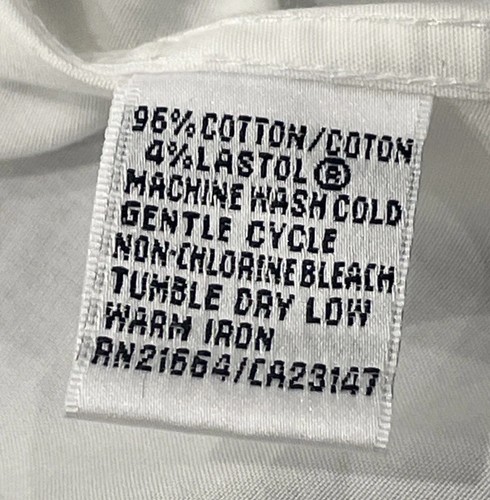 96% COTTON/COTON
4% LASTOL ®
MACHINE WASH COLD
GENTLE CYCLE
NON-CHLORINE BLEACH
TUMBLE DRY LOW
WARM IRON
RN21664/CA23147